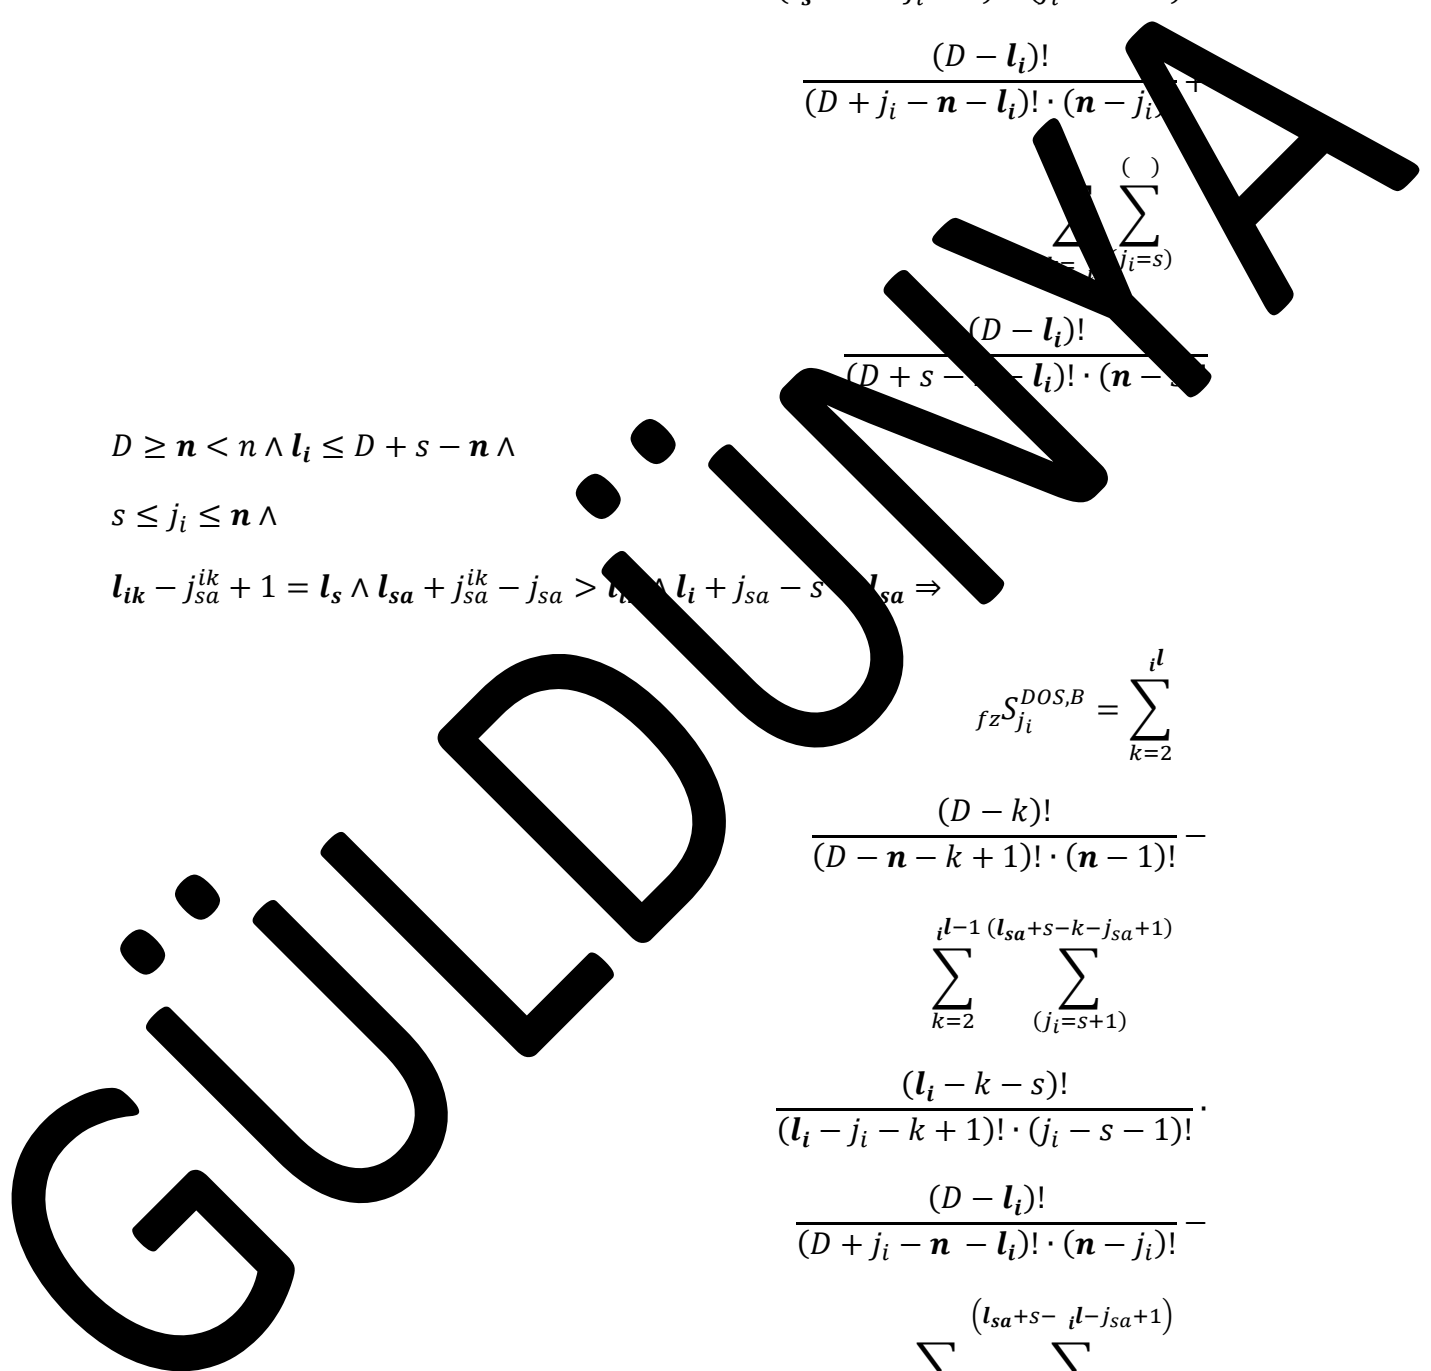 (D − l_i)!
(D + j_i − n − l_i)! · (n − j_i)
( )
∑
(j_i=s)
(D − l_i)!
(D + s − − l_i)! · (n −
D ≥ n < n ∧ l_i ≤ D + s − n ∧
s ≤ j_i ≤ n ∧
l_ik − j_sa^ik + 1 = l_s ∧ l_sa + j_sa^ik − j_sa > ∧ l_i + j_sa − s l_sa ⇒
_fz S_{j_i}^{DOS,B} = ∑_{k=2}^{_i l}
(D − k)!
(D − n − k + 1)! · (n − 1)! −
_i l−1 (l_sa+s−k−j_sa+1)
∑ ∑
k=2 (j_i=s+1)
(l_i − k − s)!
(l_i − j_i − k + 1)! · (j_i − s − 1)! ·
(D − l_i)!
(D + j_i − n − l_i)! · (n − j_i)! −
(l_sa+s− _i l−j_sa+1)
∑ ∑
GÜLDÜNYA